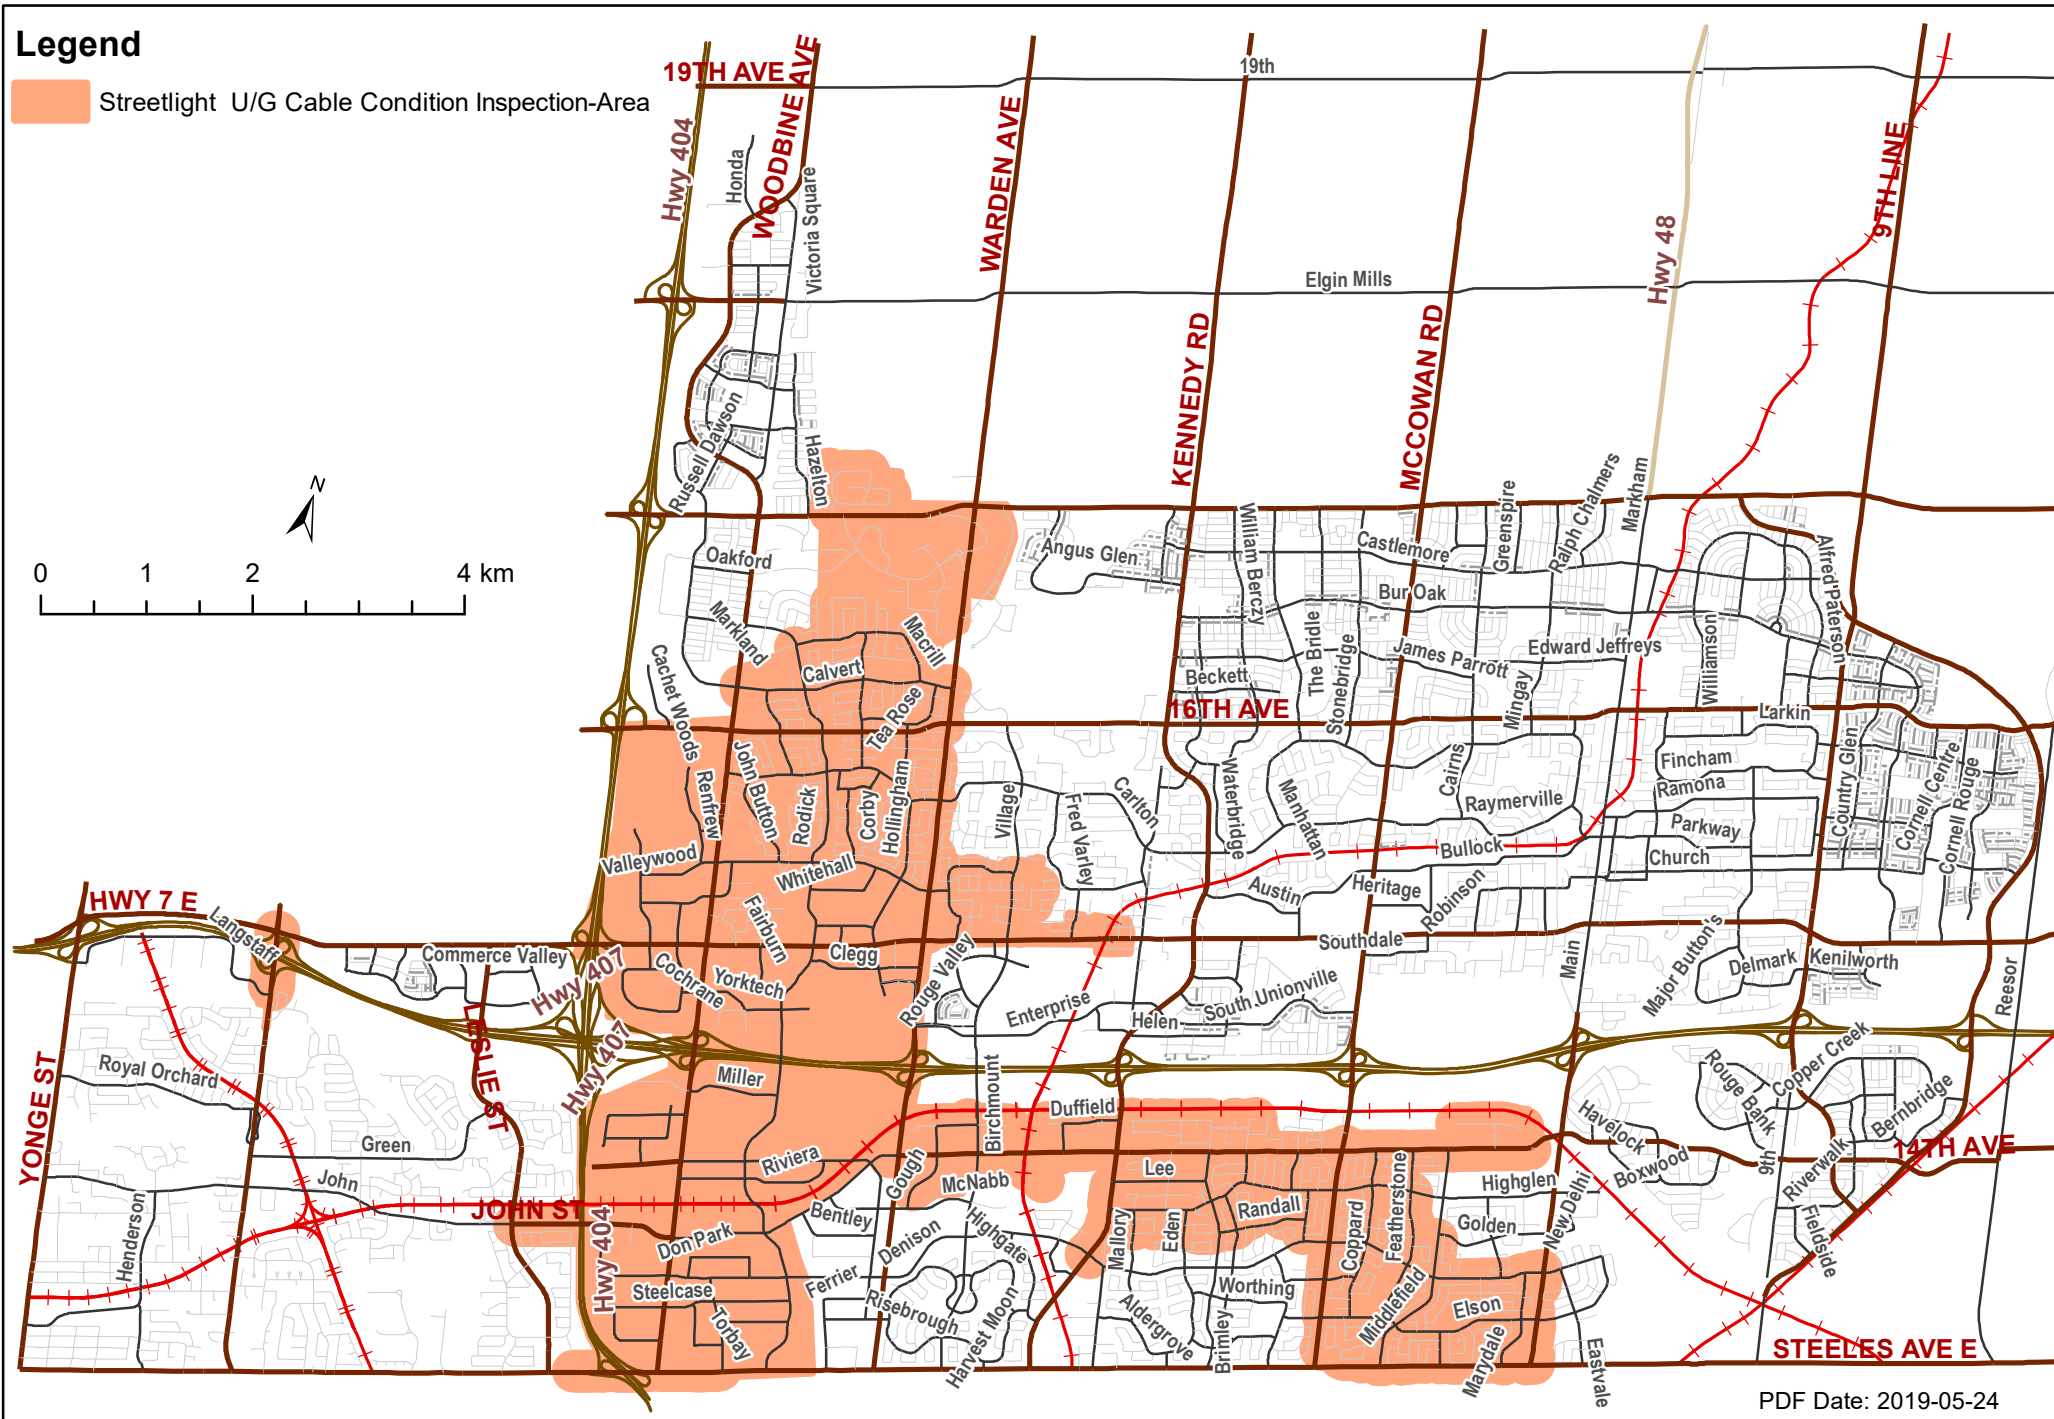 Legend
Streetlight  U/G Cable Condition Inspection-Area
N
0 1 2 4 km
19TH AVE
WOODBINE AVE
19th
Hwy 404
Honda
Victoria Square
WARDEN AVE
9TH LINE
Hwy 48
Elgin Mills
KENNEDY RD
MCCOWAN RD
Russell Dawson
Hazelton
Markham
Ralph Chalmers
Greenspire
William Berczy
Angus Glen
Castlemore
Oakford
Bur Oak
Alfred Paterson
Markland
Macrill
Calvert
The Bridle
Stonebridge
James Parrott
Edward Jeffreys
Williamson
Cachet Woods
Beckett
Mingay
Tea Rose
16TH AVE
Larkin
John Button
Renfrew
Rodick
Corby
Hollingham
Village
Fred Varley
Carlton
Waterbridge
Manhattan
Cairns
Raymerville
Fincham
Ramona
Parkway
Church
Country Glen
Cornell Centre
Cornell Rouge
Valleywood
Whitehall
Bullock
Austin
Heritage
Robinson
HWY 7 E
Langstaff
Fairburn
Commerce Valley
Clegg
Southdale
Hwy 407
Cochrane
Yorktech
Rouge Valley
Main
Major Button's
Delmark
Kenilworth
Reesor
Enterprise
Helen
South Unionville
LESLIE ST
Hwy 407
YONGE ST
Royal Orchard
Miller
Birchmount
Duffield
Rouge Bank
Copper Creek
Bernbridge
Havelock
Green
Riviera
Gough
Lee
14TH AVE
Boxwood
9th
Riverwalk
John
JOHN ST
McNabb
Highglen
Henderson
Bentley
Randall
Featherstone
Coppard
Golden
New Delhi
Fieldside
Hwy 404
Don Park
Denison
Highgate
Mallory
Eden
Steelcase
Ferrier
Worthing
Middlefield
Elson
Torbay
Risebrough
Harvest Moon
Aldergrove
Brimley
Marydale
Eastvale
STEELES AVE E
PDF Date: 2019-05-24